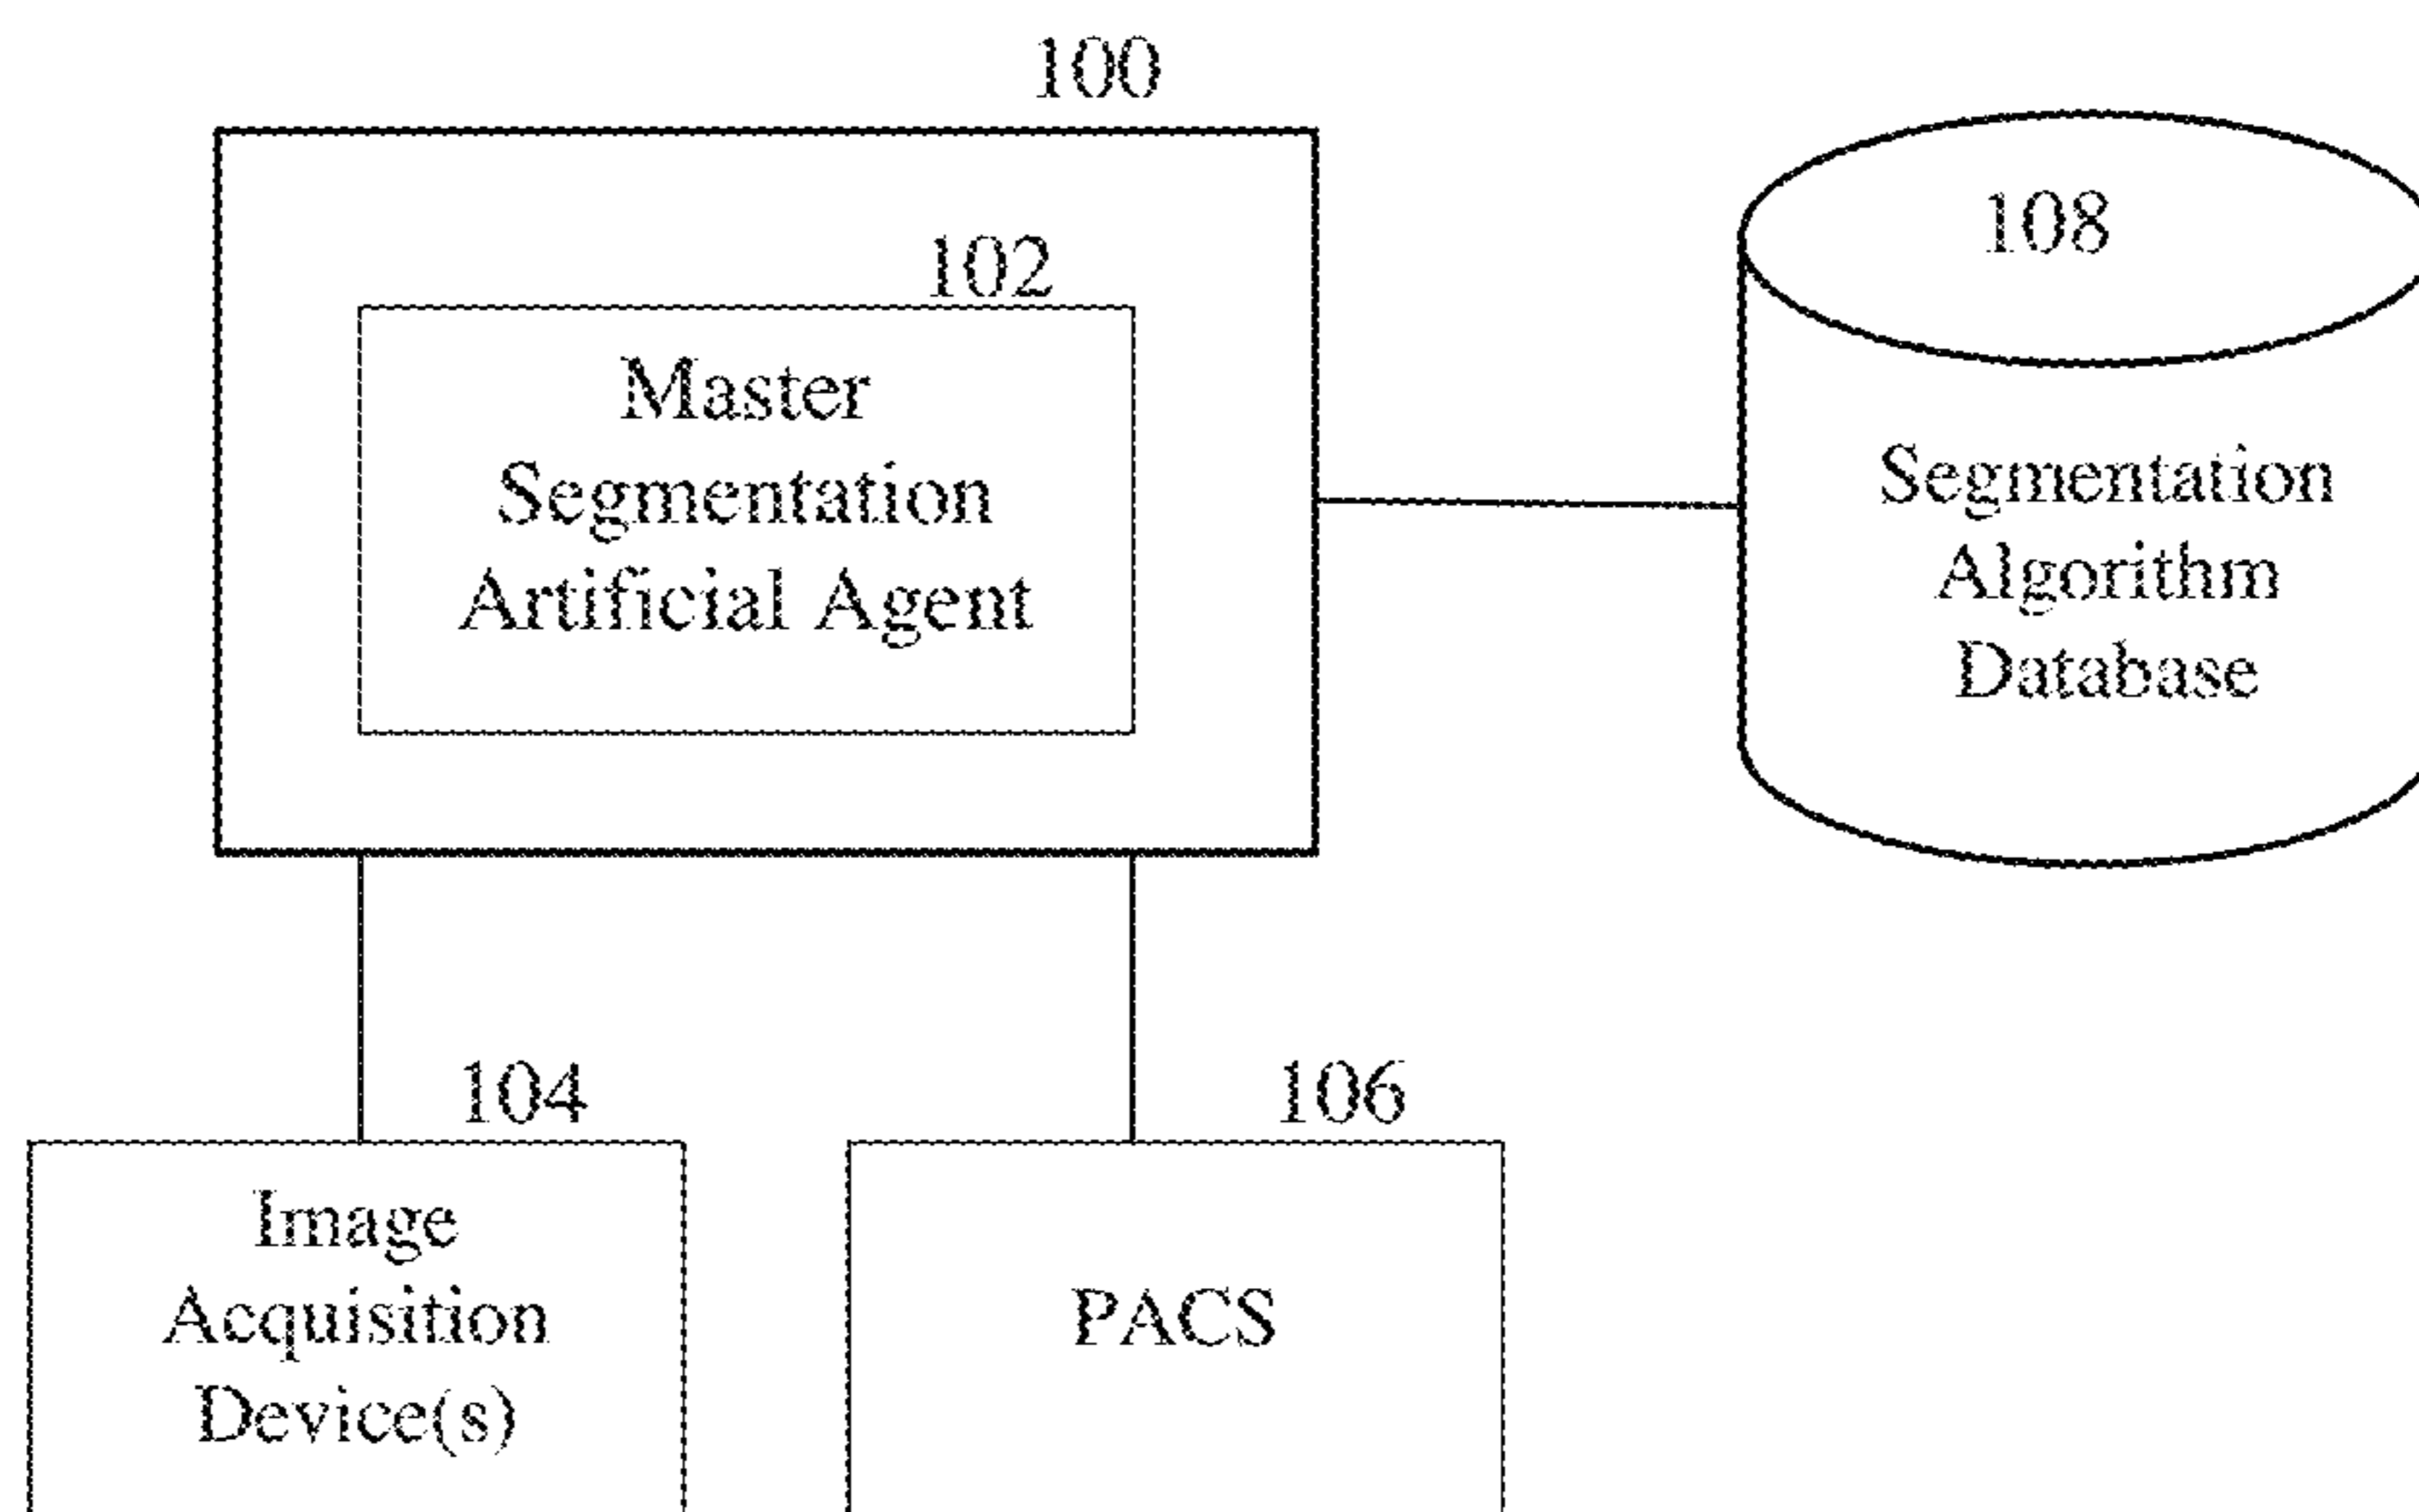 100
102
Master
Segmentation
Artificial Agent
108
Segmentation
Algorithm
Database
104
Image
Acquisition
Device(s)
106
PACS